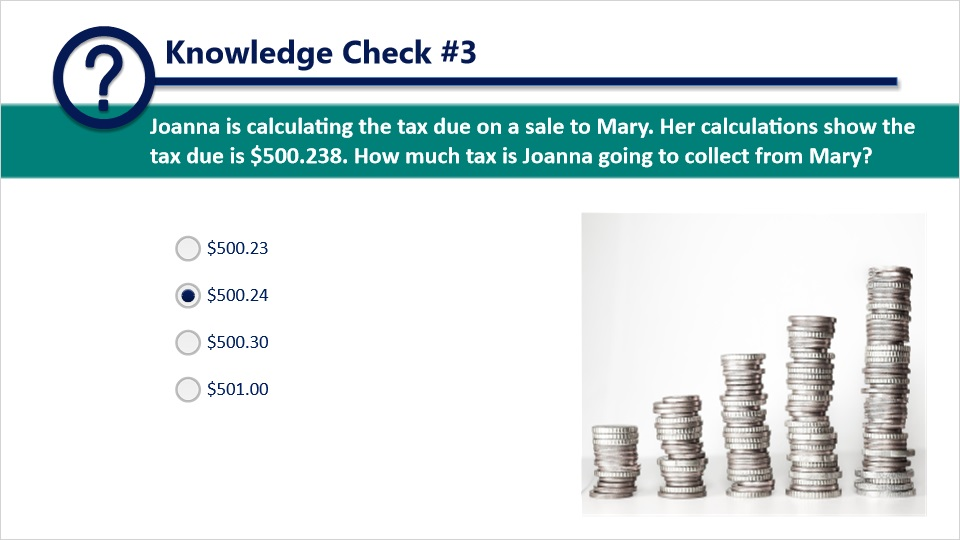 ?
Knowledge Check #3
Joanna is calculating the tax due on a sale to Mary. Her calculations show the
tax due is $500.238. How much tax is Joanna going to collect from Mary?
$500.23
$500.24
$500.30
$501.00